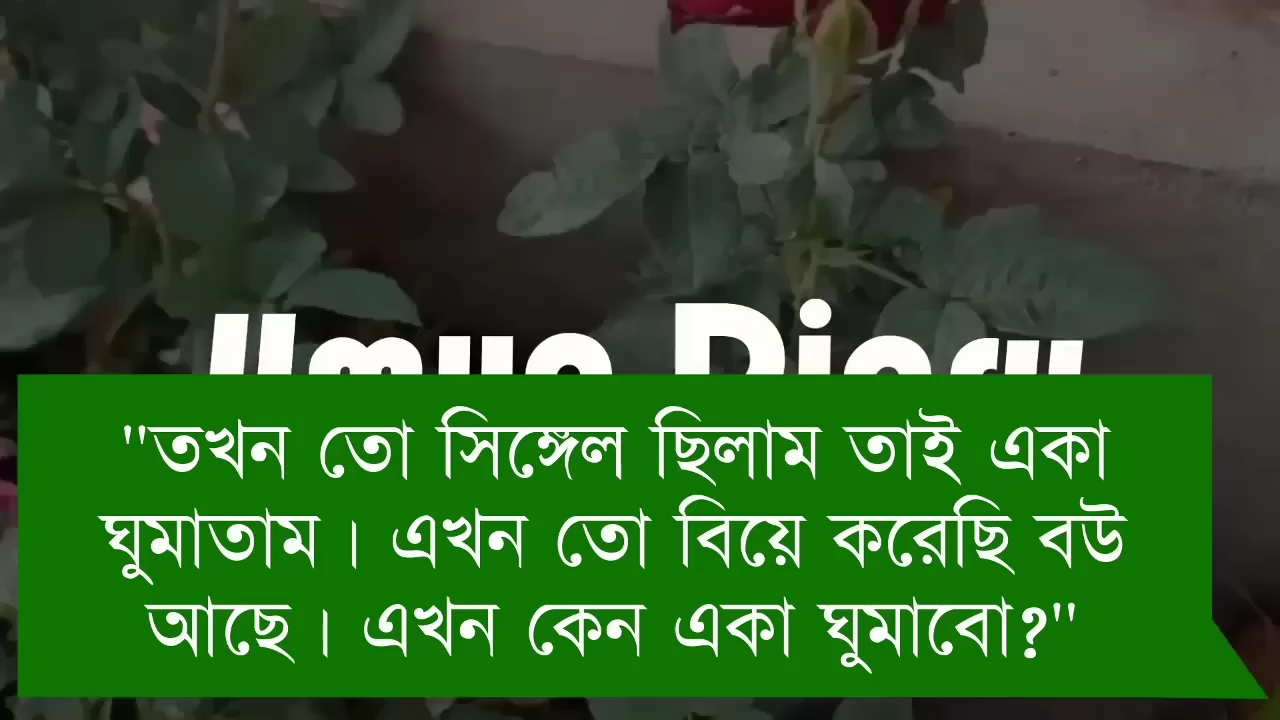 "তখন তো সিঙ্গেল ছিলাম তাই একা
ঘুমাতাম। এখন তো বিয়ে করেছি বউ
আছে। এখন কেন একা ঘুমাবো?"